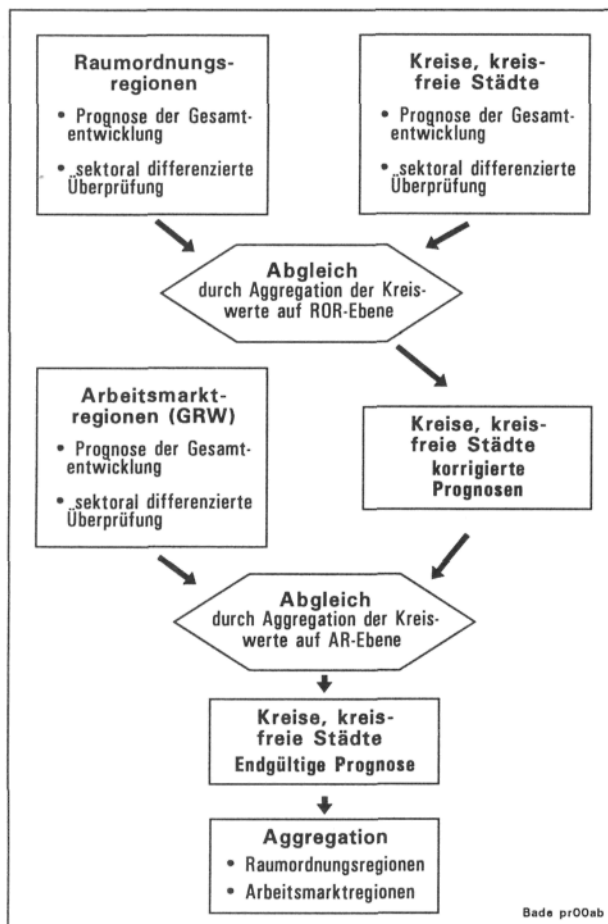 Raumordnungs-
regionen
• Prognose der Gesamt-
entwicklung
• sektoral differenzierte
Überprüfung
Kreise, kreis-
freie Städte
• Prognose der Gesamt-
entwicklung
• sektoral differenzierte
Überprüfung
Abgleich
durch Aggregation der Kreis-
werte auf ROR-Ebene
Arbeitsmarkt-
regionen (GRW)
• Prognose der Gesamt-
entwicklung
• sektoral differenzierte
Überprüfung
Kreise, kreis-
freie Städte
korrigierte
Prognosen
Abgleich
durch Aggregation der Kreis-
werte auf AR-Ebene
Kreise, kreis-
freie Städte
Endgültige Prognose
Aggregation
• Raumordnungsregionen
• Arbeitsmarktregionen
Bade pr00ab